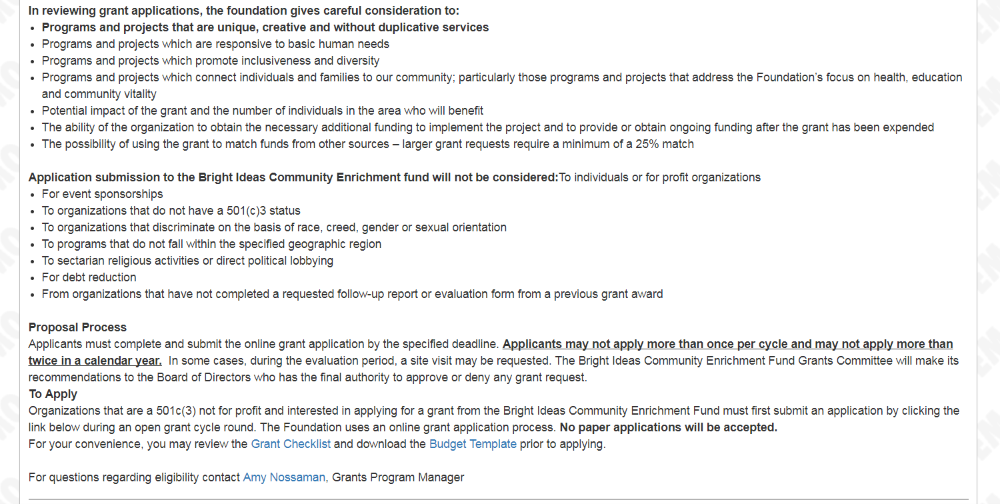 In reviewing grant applications, the foundation gives careful consideration to:
• Programs and projects that are unique, creative and without duplicative services
• Programs and projects which are responsive to basic human needs
• Programs and projects which promote inclusiveness and diversity
• Programs and projects which connect individuals and families to our community; particularly those programs and projects that address the Foundation's focus on health, education
and community vitality
• Potential impact of the grant and the number of individuals in the area who will benefit
• The ability of the organization to obtain the necessary additional funding to implement the project and to provide or obtain ongoing funding after the grant has been expended
• The possibility of using the grant to match funds from other sources – larger grant requests require a minimum of a 25% match
Application submission to the Bright Ideas Community Enrichment fund will not be considered:To individuals or for profit organizations
• For event sponsorships
• To organizations that do not have a 501(c)3 status
• To organizations that discriminate on the basis of race, creed, gender or sexual orientation
• To programs that do not fall within the specified geographic region
• To sectarian religious activities or direct political lobbying
• For debt reduction
• From organizations that have not completed a requested follow-up report or evaluation form from a previous grant award
Proposal Process
Applicants must complete and submit the online grant application by the specified deadline. Applicants may not apply more than once per cycle and may not apply more than
twice in a calendar year. In some cases, during the evaluation period, a site visit may be requested. The Bright Ideas Community Enrichment Fund Grants Committee will make its
recommendations to the Board of Directors who has the final authority to approve or deny any grant request.
To Apply
Organizations that are a 501c(3) not for profit and interested in applying for a grant from the Bright Ideas Community Enrichment Fund must first submit an application by clicking the
link below during an open grant cycle round. The Foundation uses an online grant application process. No paper applications will be accepted.
For your convenience, you may review the Grant Checklist and download the Budget Template prior to applying.
For questions regarding eligibility contact Amy Nossaman, Grants Program Manager